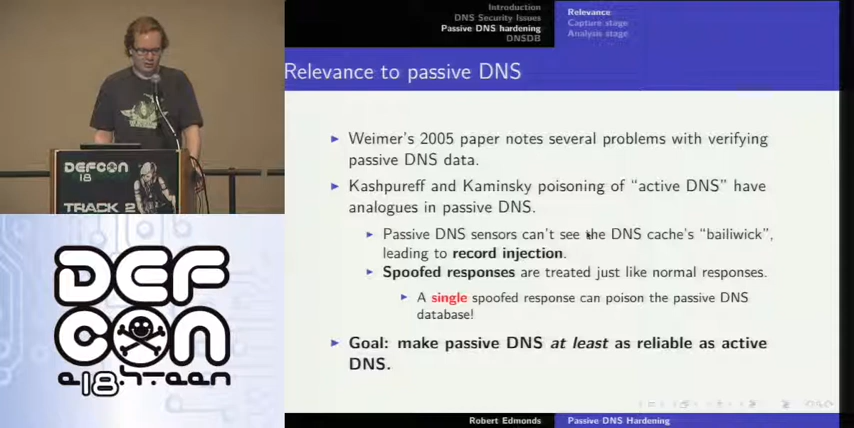 Introduction
DNS Security Issues
Passive DNS hardening
DNSDB
Relevance
Capture stage
Analysis stage
Relevance to passive DNS
Weimer's 2005 paper notes several problems with verifying
passive DNS data.
Kashpureff and Kaminsky poisoning of “active DNS” have
analogues in passive DNS.
Passive DNS sensors can't see the DNS cache's “bailiwick”,
leading to record injection.
Spoofed responses are treated just like normal responses.
A single spoofed response can poison the passive DNS
database!
Goal: make passive DNS at least as reliable as active
DNS.
Robert Edmonds
Passive DNS Hardening
DEFCON
18
TRACK 2
DEF
CON
e18hteen